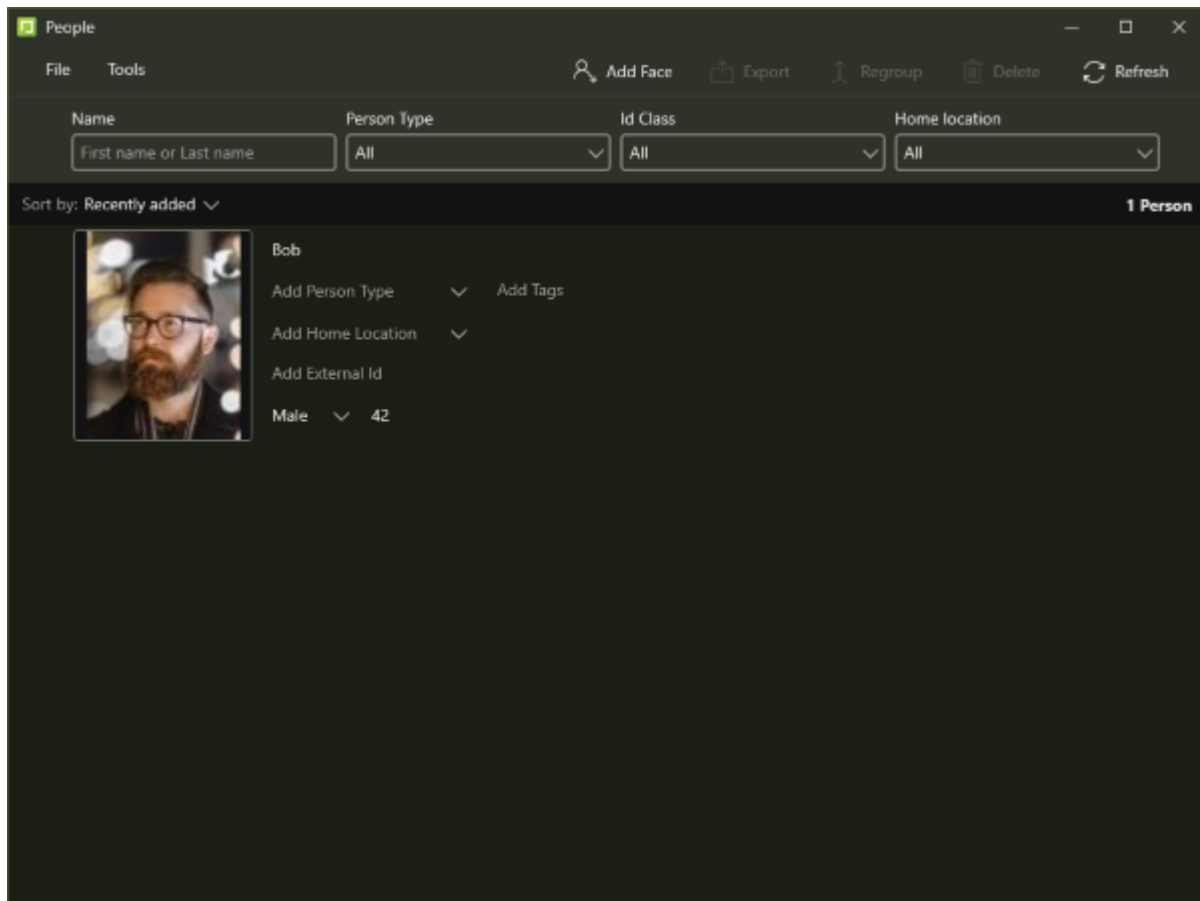 People
File Tools Add Face Export Regroup Delete Refresh
Name Person Type Id Class Home location
First name or Last name All All All
Sort by: Recently added 1 Person
Bob
Add Person Type Add Tags
Add Home Location
Add External Id
Male 42